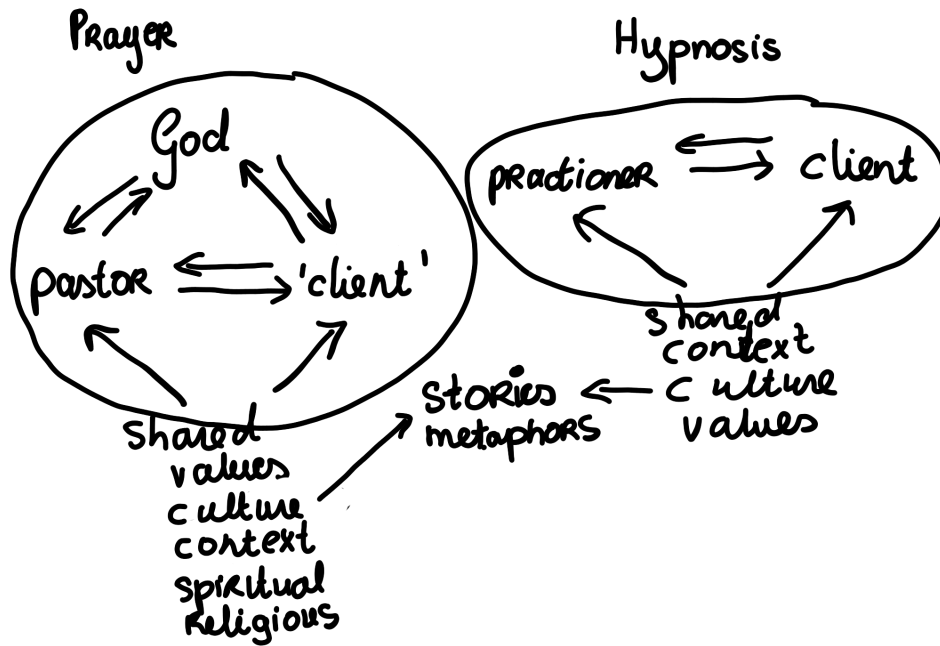 Prayer
God
pastor
'client'
shared
values
culture
context
spiritual
religious
stories
metaphors
Hypnosis
practioner
client
shared
context
culture
values